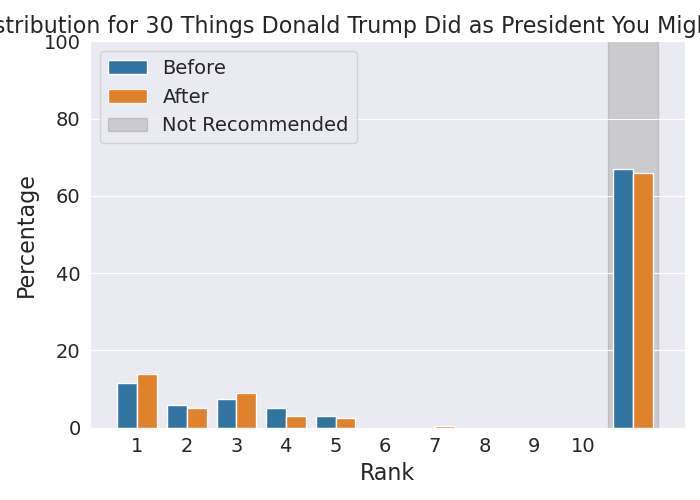 stribution for 30 Things Donald Trump Did as President You Migh
100
80
60
40
20
0
Percentage
Before
After
Not Recommended
1 2 3 4 5 6 7 8 9 10
Rank